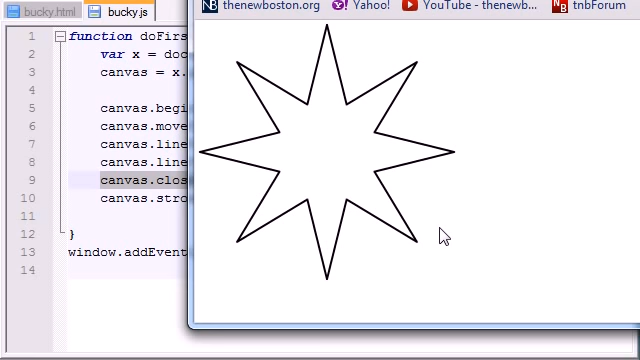 bucky.html bucky.js
thenewboston.org Yahoo! YouTube - thenewb... tnbForum
1 function doFirs
2 var x = doc
3 canvas = x.
4
5 canvas.begi
6 canvas.move
7 canvas.line
8 canvas.line
9 canvas.clos
10 canvas.stro
11
12 }
13 window.addEvent
14